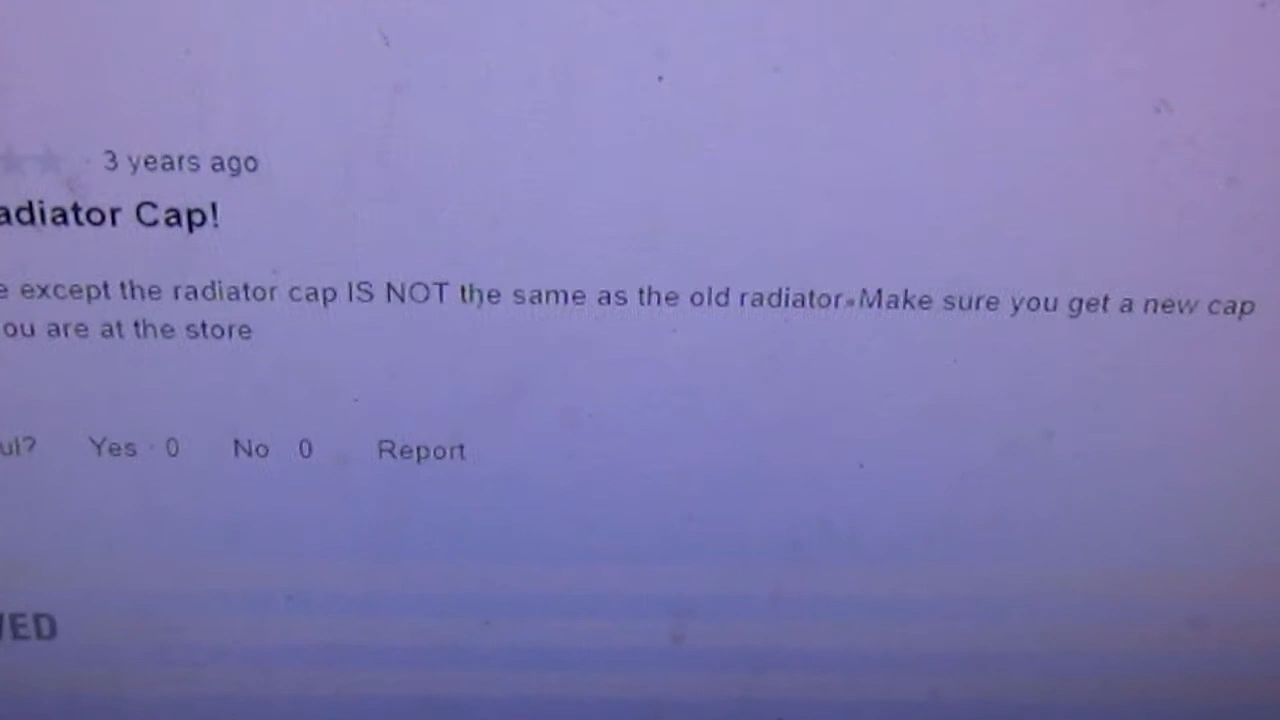 3 years ago
adiator Cap!
e except the radiator cap IS NOT the same as the old radiator. Make sure you get a new cap
ou are at the store
ul? Yes · 0 No 0 Report
VED